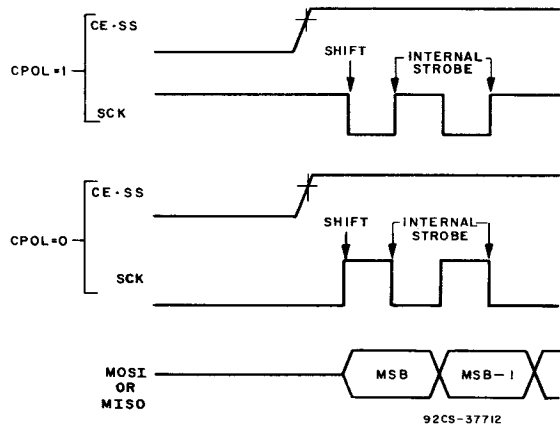 CE-SS
SHIFT
INTERNAL
STROBE
CPOL=1
SCK
CE-SS
SHIFT
INTERNAL
STROBE
CPOL=0
SCK
MOSI
OR
MISO
MSB
MSB-1
92CS-37712